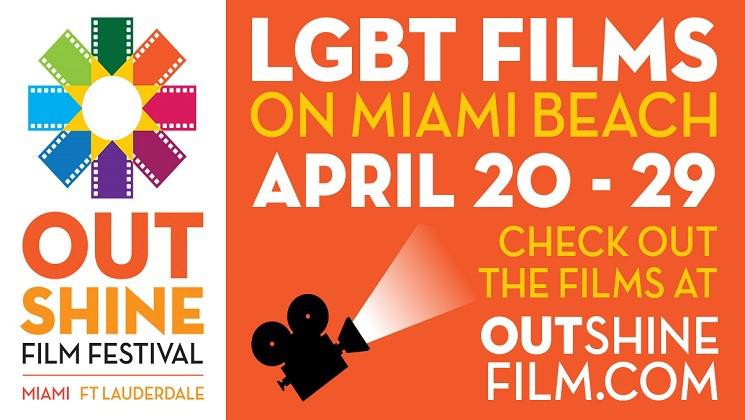 OUT
SHINE
FILM FESTIVAL
MIAMI FT LAUDERDALE
LGBT FILMS
ON MIAMI BEACH
APRIL 20 - 29
CHECK OUT
THE FILMS AT
OUTSHINE
FILM.COM